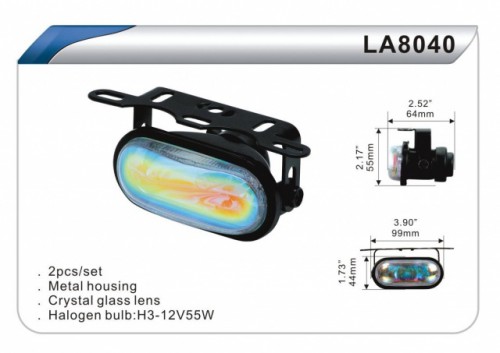 LA8040
2.52"
64mm
2.17"
55mm
3.90"
99mm
1.73"
44mm
. 2pcs/set
. Metal housing
. Crystal glass lens
. Halogen bulb:H3-12V55W